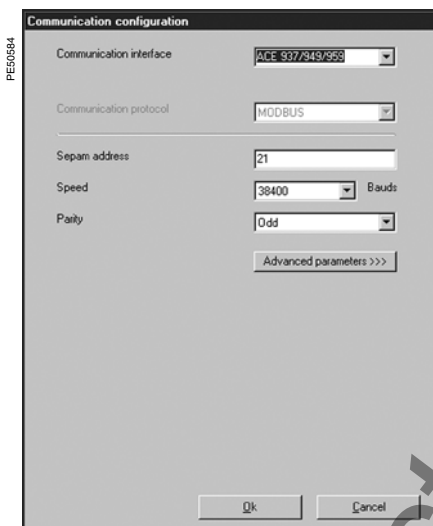 Communication configuration
PE50584
Communication interface ACE 937/949/959
Communication protocol MODBUS
Sepam address 21
Speed 38400 Bauds
Parity Odd
Advanced parameters >>>
Ok Cancel